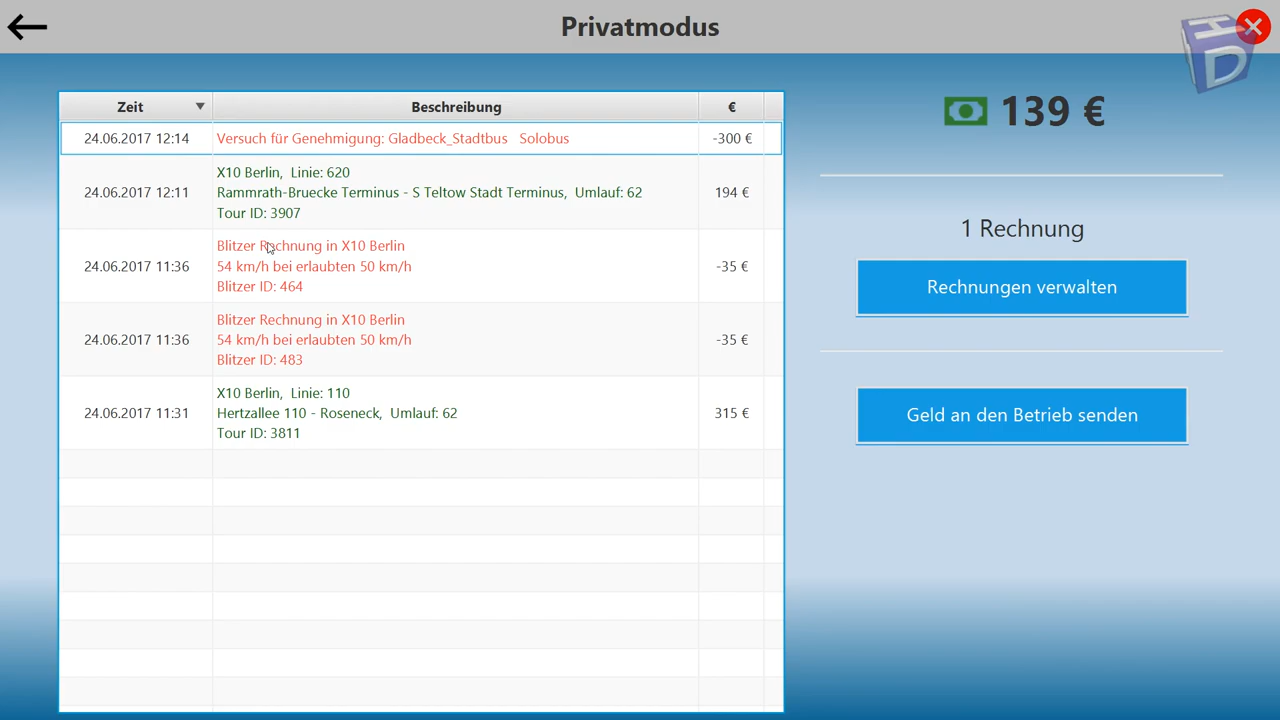 Privatmodus
HD
139 €
Zeit Beschreibung €
24.06.2017 12:14 Versuch für Genehmigung: Gladbeck_Stadtbus Solobus -300 €
X10 Berlin, Linie: 620
24.06.2017 12:11 Rammrath-Bruecke Terminus - S Teltow Stadt Terminus, Umlauf: 62 194 €
Tour ID: 3907
Blitzer Rechnung in X10 Berlin
24.06.2017 11:36 54 km/h bei erlaubten 50 km/h -35 €
Blitzer ID: 464
Blitzer Rechnung in X10 Berlin
24.06.2017 11:36 54 km/h bei erlaubten 50 km/h -35 €
Blitzer ID: 483
X10 Berlin, Linie: 110
24.06.2017 11:31 Hertzallee 110 - Roseneck, Umlauf: 62 315 €
Tour ID: 3811
1 Rechnung
Rechnungen verwalten
Geld an den Betrieb senden